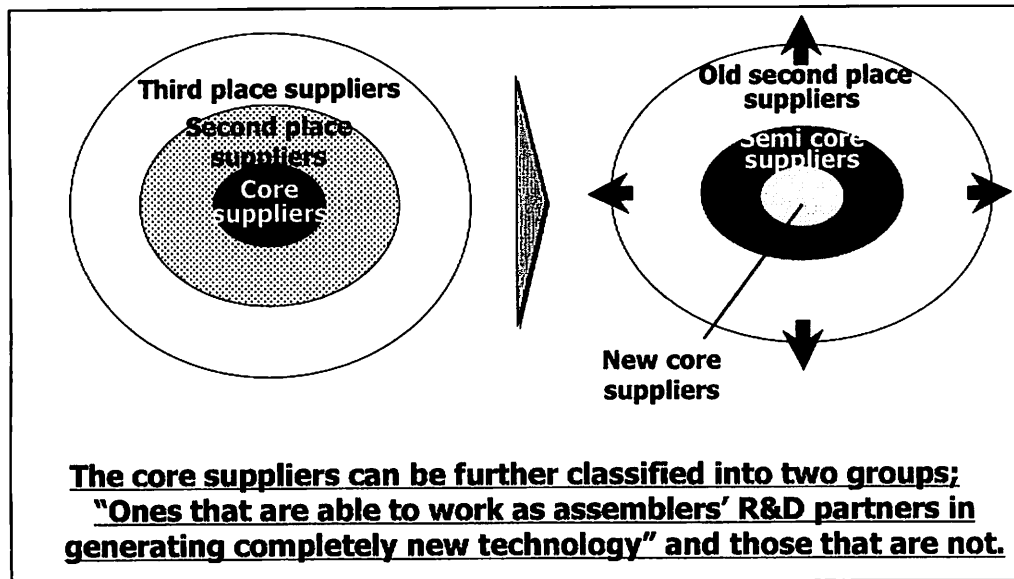 Third place suppliers
Second place
suppliers
Core
suppliers
Old second place
suppliers
Semi core
suppliers
New core
suppliers
The core suppliers can be further classified into two groups;
"Ones that are able to work as assemblers' R&D partners in
generating completely new technology" and those that are not.